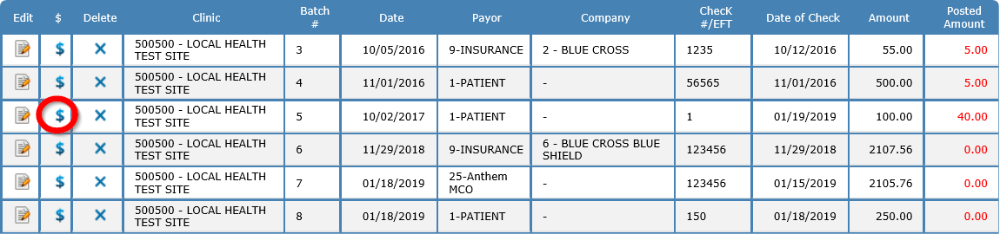 Edit $ Delete Clinic Batch # Date Payor Company ChecK #/EFT Date of Check Amount Posted Amount
$ 500500 - LOCAL HEALTH TEST SITE 3 10/05/2016 9-INSURANCE 2 - BLUE CROSS 1235 10/12/2016 55.00 5.00
$ 500500 - LOCAL HEALTH TEST SITE 4 11/01/2016 1-PATIENT - 56565 11/01/2016 500.00 5.00
$ 500500 - LOCAL HEALTH TEST SITE 5 10/02/2017 1-PATIENT - 1 01/19/2019 100.00 40.00
$ 500500 - LOCAL HEALTH TEST SITE 6 11/29/2018 9-INSURANCE 6 - BLUE CROSS BLUE SHIELD 123456 11/29/2018 2107.56 0.00
$ 500500 - LOCAL HEALTH TEST SITE 7 01/18/2019 25-Anthem MCO - 123456 01/15/2019 2105.76 0.00
$ 500500 - LOCAL HEALTH TEST SITE 8 01/18/2019 1-PATIENT - 150 01/18/2019 250.00 0.00